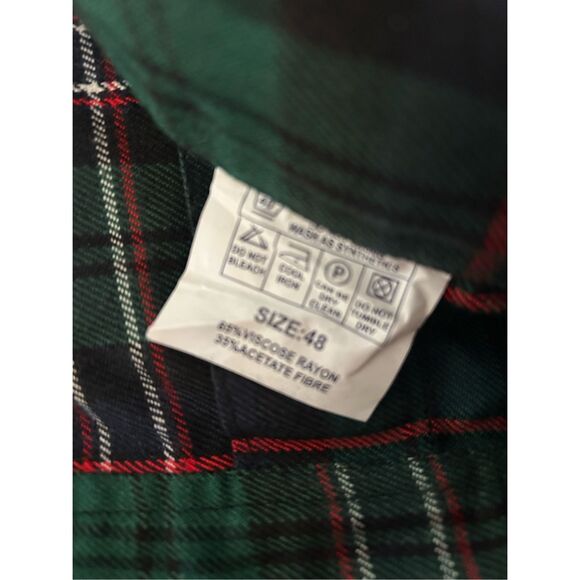 WASH AS SYNTHETICS
DO NOT BLEACH
COOL IRON
P
CAN BE DRY CLEAN
DO NOT TUMBLE DRY
SIZE:48
65%VISCOSE RAYON
35%ACETATE FIBRE